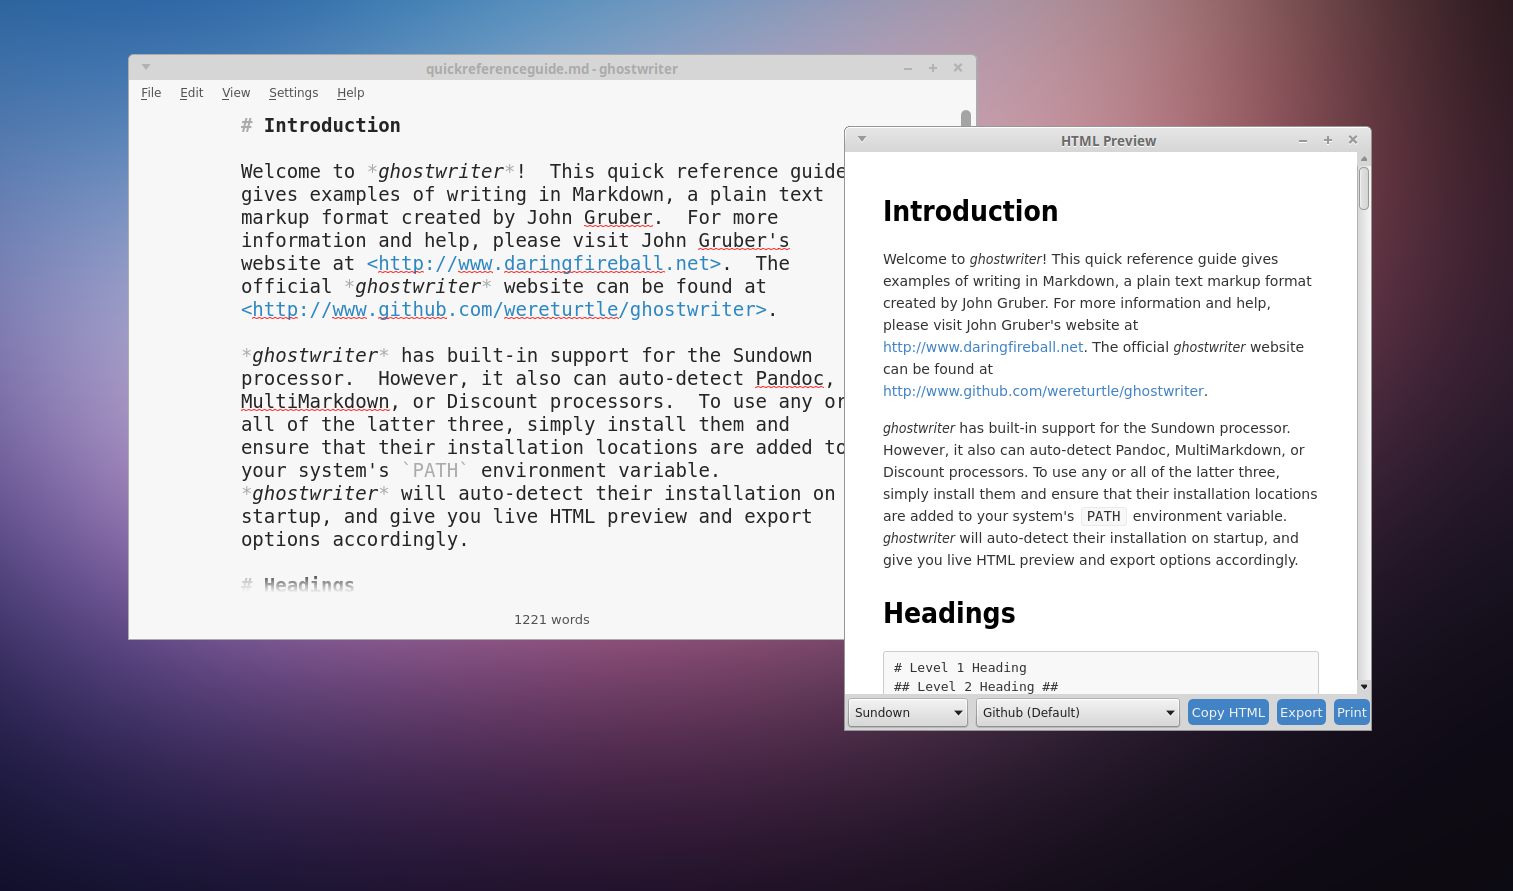 quickreferenceguide.md - ghostwriter
File Edit View Settings Help
# Introduction
Welcome to *ghostwriter*!  This quick reference guide
gives examples of writing in Markdown, a plain text
markup format created by John Gruber.  For more
information and help, please visit John Gruber's
website at <http://www.daringfireball.net>.  The
official *ghostwriter* website can be found at
<http://www.github.com/wereturtle/ghostwriter>.
*ghostwriter* has built-in support for the Sundown
processor.  However, it also can auto-detect Pandoc,
MultiMarkdown, or Discount processors.  To use any or
all of the latter three, simply install them and
ensure that their installation locations are added to
your system's `PATH` environment variable.
*ghostwriter* will auto-detect their installation on
startup, and give you live HTML preview and export
options accordingly.
# Headings
1221 words
HTML Preview
Introduction
Welcome to ghostwriter! This quick reference guide gives
examples of writing in Markdown, a plain text markup format
created by John Gruber. For more information and help,
please visit John Gruber's website at
http://www.daringfireball.net. The official ghostwriter website
can be found at
http://www.github.com/wereturtle/ghostwriter.
ghostwriter has built-in support for the Sundown processor.
However, it also can auto-detect Pandoc, MultiMarkdown, or
Discount processors. To use any or all of the latter three,
simply install them and ensure that their installation locations
are added to your system's PATH environment variable.
ghostwriter will auto-detect their installation on startup, and
give you live HTML preview and export options accordingly.
Headings
# Level 1 Heading
## Level 2 Heading ##
Sundown Github (Default) Copy HTML Export Print